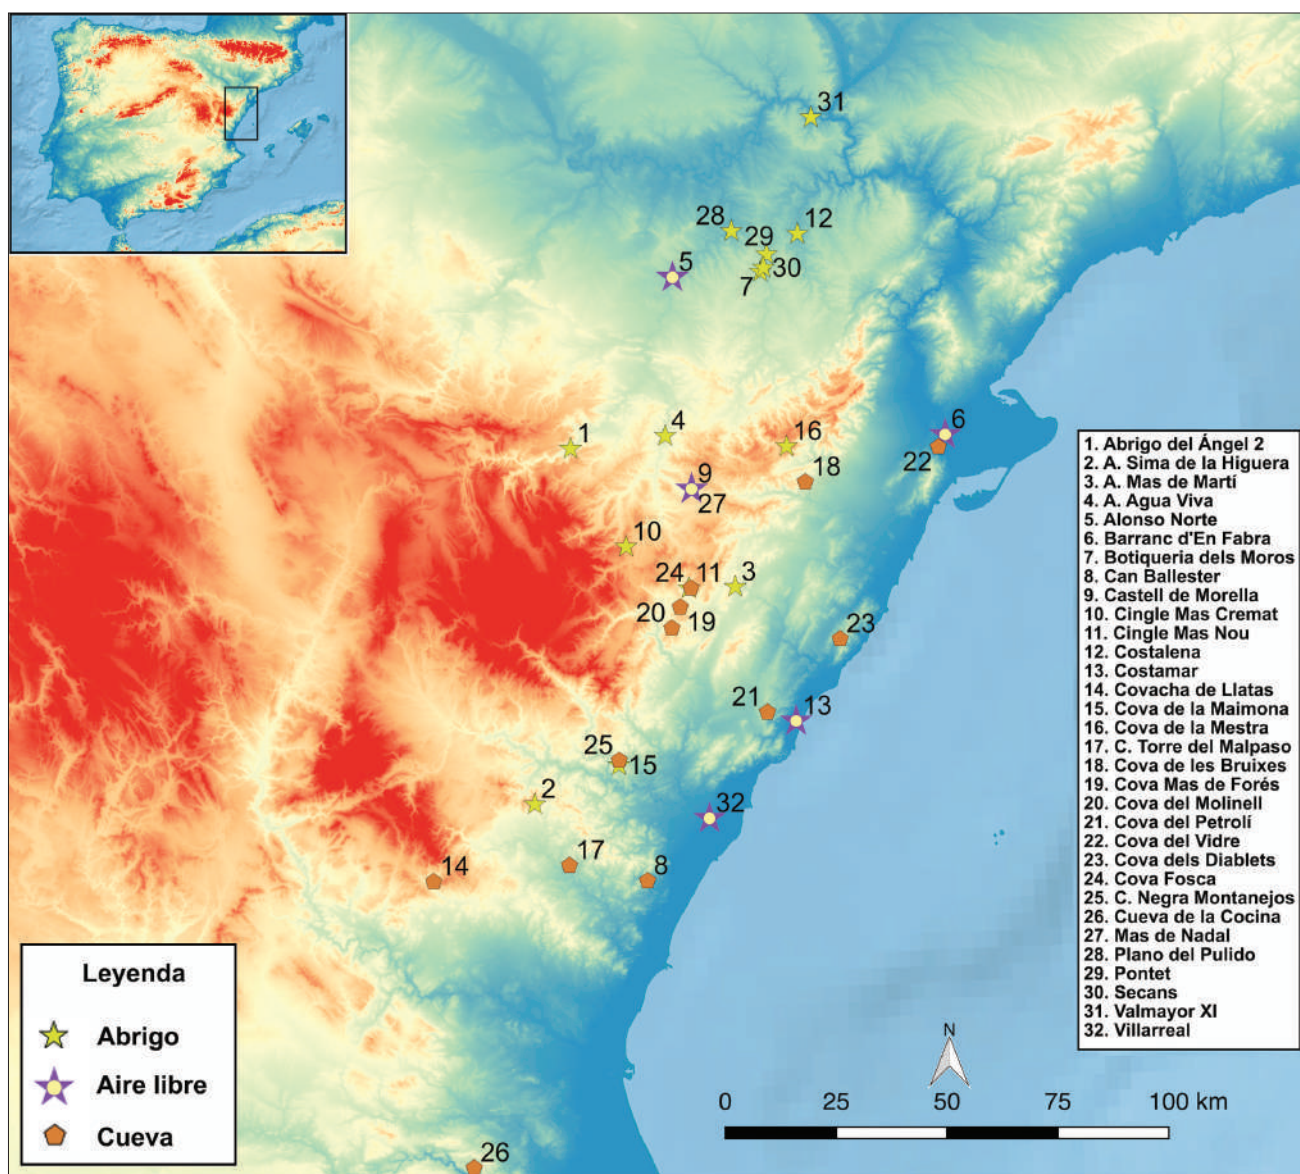 31
28
12
29
5
30
7
6
1
4
16
22
18
9
27
10
24
11
3
20
19
23
21
13
25
15
2
32
17
14
8
26
1. Abrigo del Ángel 2
2. A. Sima de la Higuera
3. A. Mas de Martí
4. A. Agua Viva
5. Alonso Norte
6. Barranc d'En Fabra
7. Botiqueria dels Moros
8. Can Ballester
9. Castell de Morella
10. Cingle Mas Cremat
11. Cingle Mas Nou
12. Costalena
13. Costamar
14. Covacha de Llatas
15. Cova de la Maimona
16. Cova de la Mestra
17. C. Torre del Malpaso
18. Cova de les Bruixes
19. Cova Mas de Forés
20. Cova del Molinell
21. Cova del Petrolí
22. Cova del Vidre
23. Cova dels Diablets
24. Cova Fosca
25. C. Negra Montanejos
26. Cueva de la Cocina
27. Mas de Nadal
28. Plano del Pulido
29. Pontet
30. Secans
31. Valmayor XI
32. Villarreal
Leyenda
Abrigo
Aire libre
Cueva
N
0 25 50 75 100 km